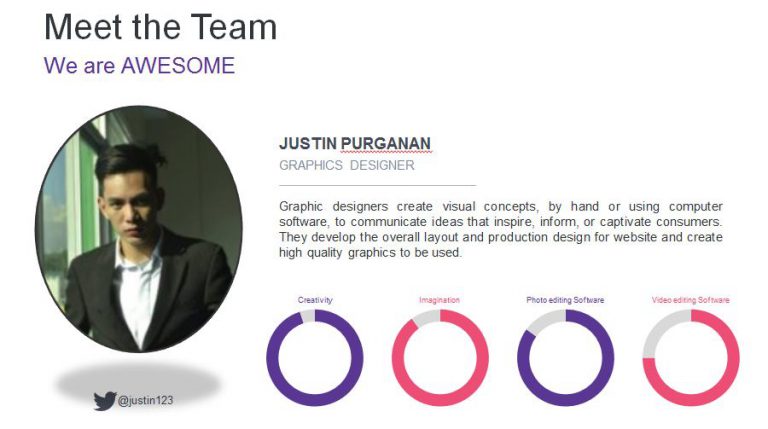 Meet the Team
We are AWESOME
JUSTIN PURGANAN
GRAPHICS DESIGNER
Graphic designers create visual concepts, by hand or using computer
software, to communicate ideas that inspire, inform, or captivate consumers.
They develop the overall layout and production design for website and create
high quality graphics to be used.
Creativity
Imagination
Photo editing Software
Video editing Software
@justin123